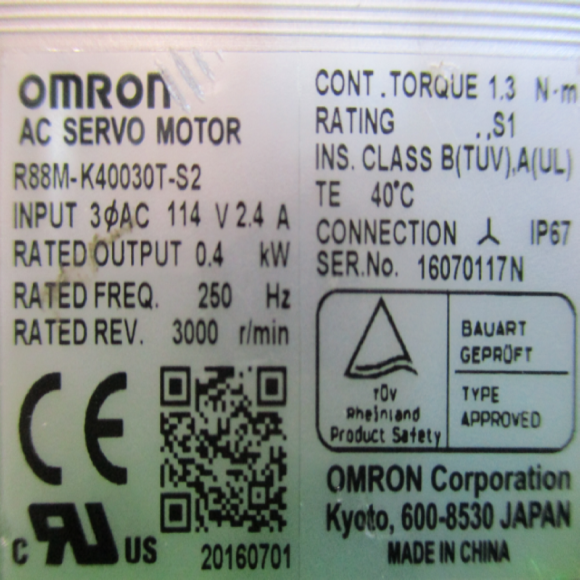 OMRON
AC SERVO MOTOR
R88M-K40030T-S2
INPUT 3ϕAC 114 V 2.4 A
RATED OUTPUT 0.4 kW
RATED FREQ. 250 Hz
RATED REV. 3000 r/min
CONT.TORQUE 1.3 N·m
RATING S1
INS. CLASS B(TUV),A(UL)
TE 40°C
CONNECTION IP67
SER.No. 16070117N
TÜV
Rheinland
Product Safety
BAUART
GEPRÜFT
TYPE
APPROVED
CE
C UL US
20160701
OMRON Corporation
Kyoto, 600-8530 JAPAN
MADE IN CHINA